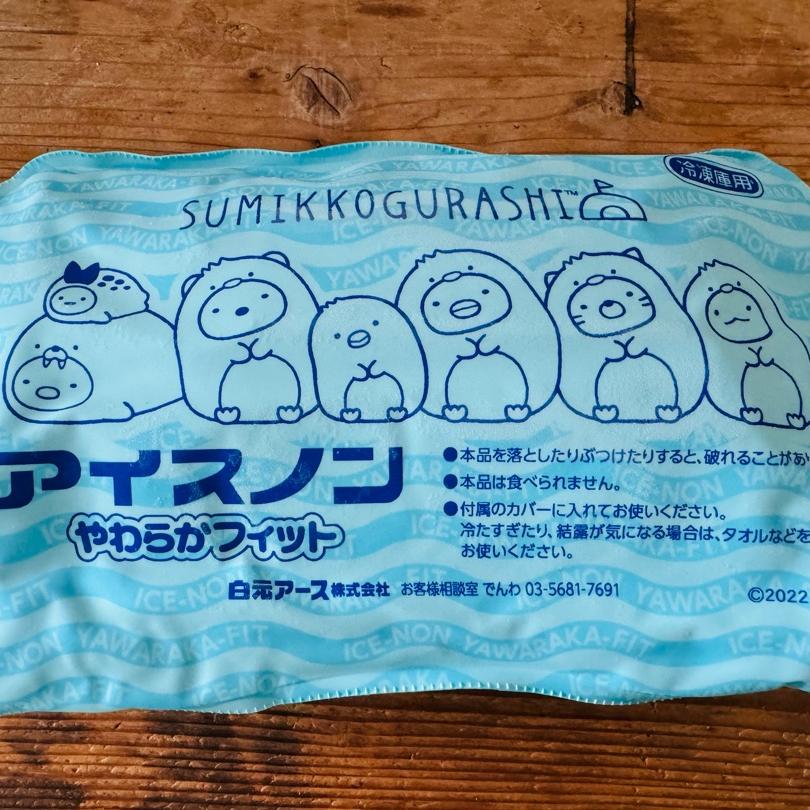 冷凍庫用
SUMIKKOGURASHI™
アイスノン
やわらかフィット
●本品を落としたりぶつけたりすると、破れることがあ
●本品は食べられません。
●付属のカバーに入れてお使いください。
冷たすぎたり、結露が気になる場合は、タオルなどを
お使いください。
白元アース株式会社 お客様相談室 でんわ 03-5681-7691
©2022
ICE-NON YAWARAKA-FIT